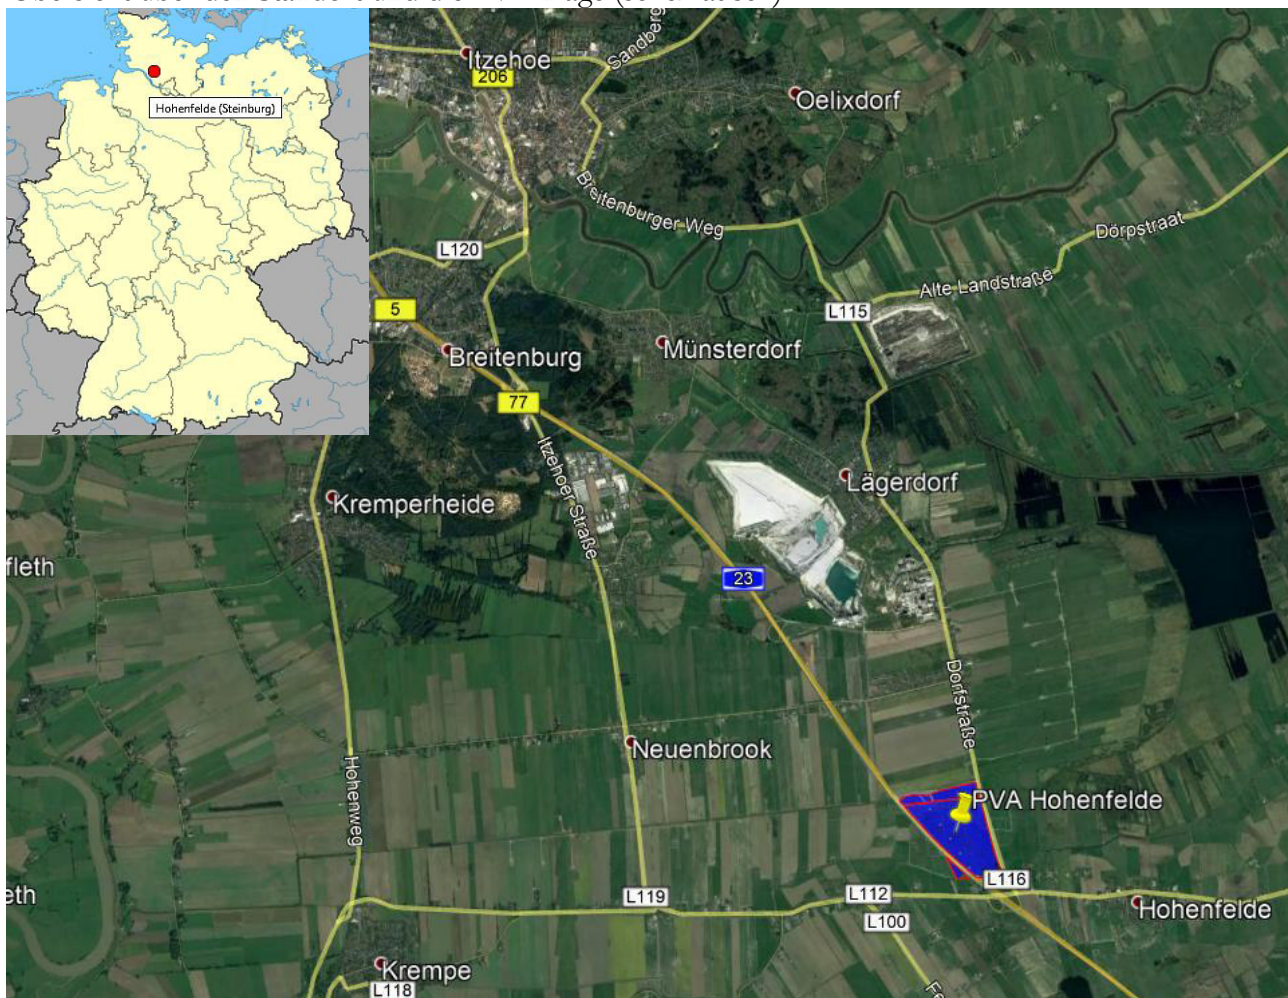 Hohenfelde (Steinburg)
Itzehoe
206
Sandberg
Oelixdorf
Breitenburger Weg
Dörpstraat
L120
Alte Landstraße
5
L115
Breitenburg
Münsterdorf
77
Itzehoer Straße
Lägerdorf
Kremperheide
fleth
23
Dorfstraße
Neuenbrook
Hohenweg
PVA Hohenfelde
L116
eth
L119
L112
Hohenfelde
L100
Krempe
L118
Fe